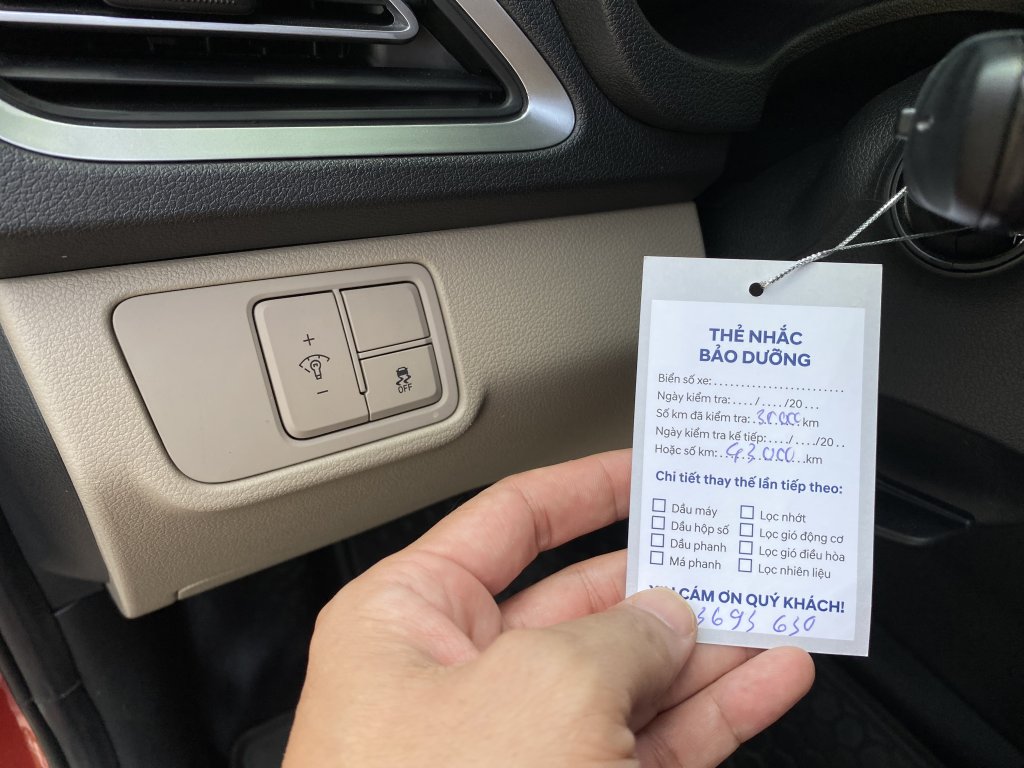 +
-
OFF
THẺ NHẮC
BẢO DƯỠNG
Biển số xe: ........................
Ngày kiểm tra: ..../..../20...
Số km đã kiểm tra: km
Ngày kiểm tra kế tiếp: ..../..../20..
Hoặc số km: 43.000 km
Chi tiết thay thế lần tiếp theo:
Dầu máy
Lọc nhớt
Dầu hộp số
Lọc gió động cơ
Dầu phanh
Lọc gió điều hòa
Má phanh
Lọc nhiên liệu
CẢM ƠN QUÝ KHÁCH!
3693 630